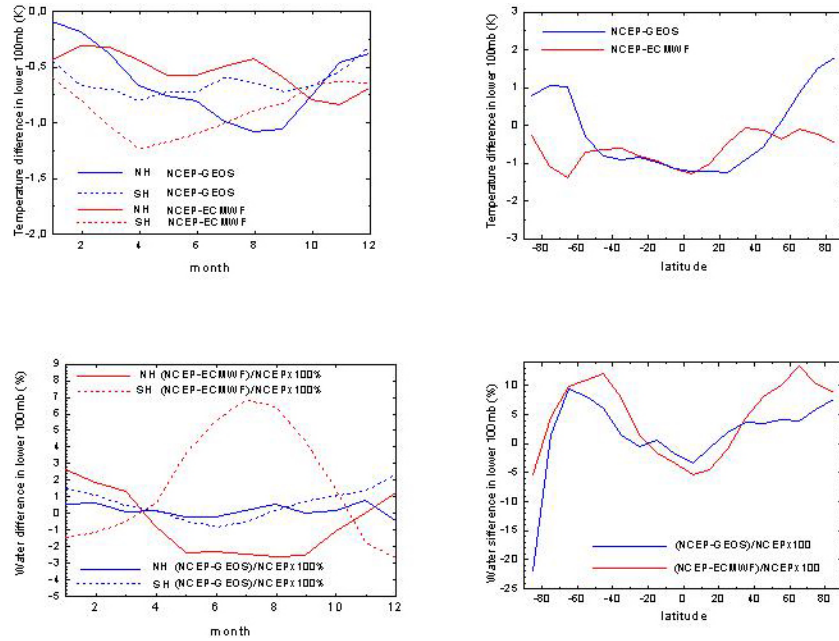 Temperature difference in lower 100mb (K)
0,0
-0,5
-1,0
-1,5
-2,0
NH NCEP-GEOS
SH NCEP-GEOS
NH NCEP-ECMWF
SH NCEP-ECMWF
2 4 6 8 10 12
month
Temperature difference in lower 100mb (K)
3
2
1
0
-1
-2
-3
NCEP-GEOS
NCEP-ECMWF
-80 -60 -40 -20 0 20 40 60 80
latitude
Water difference in lower 100mb (%)
9
8
7
6
5
4
3
2
1
0
-1
-2
-3
-4
-5
NH (NCEP-ECMWF)/NCEPx100%
SH (NCEP-ECMWF)/NCEPx100%
NH (NCEP-GEOS)/NCEPx100%
SH (NCEP-GEOS)/NCEPx100%
2 4 6 8 10 12
month
Water sifference in lower 100mb (%)
10
5
0
-5
-10
-15
-20
-25
(NCEP-GEOS)/NCEPx100
(NCEP-ECMWF)/NCEPx100
-80 -60 -40 -20 0 20 40 60 80
latitude